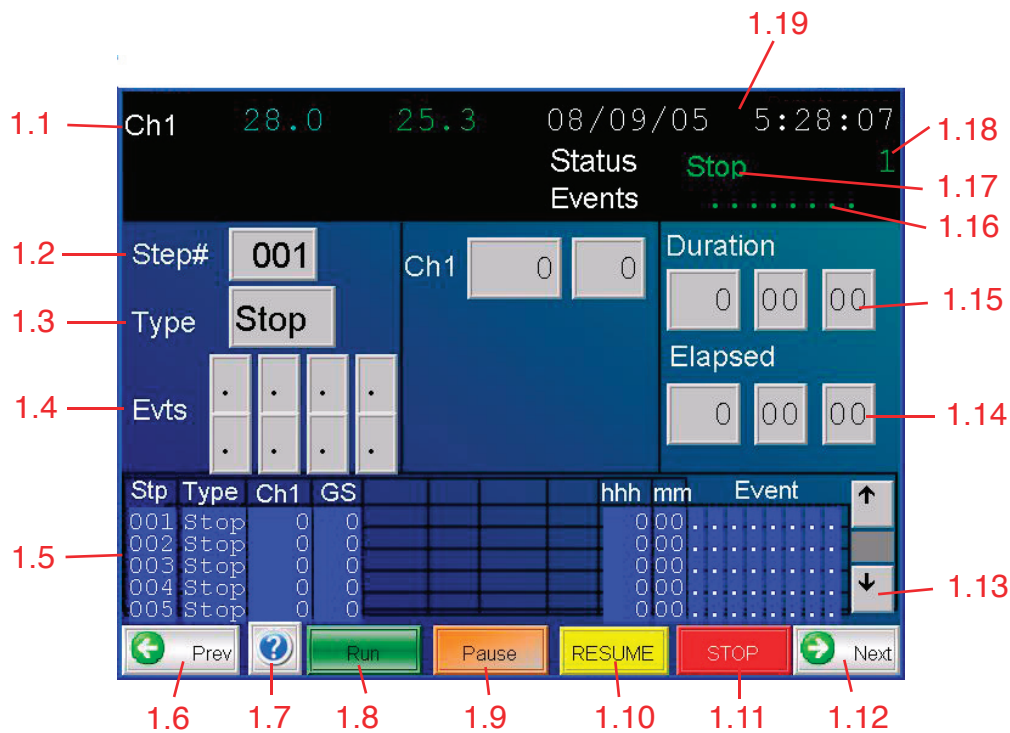 1.19
1.1 Ch1 28.0 25.3 08/09/05 5:28:07
1.18
Status Stop 1
1.17
Events . . . . . . . .
1.16
1.2 Step# 001 Ch1 0 0 Duration
1.3 Type Stop 0 00 00 1.15
Elapsed
1.4 Evts . . . . 0 00 00 1.14
. . . .
Stp Type Ch1 GS hhh mm Event ↑
001 Stop 0 0 0 00 . . . . . . . .
002 Stop 0 0 0 00 . . . . . . . .
1.5 003 Stop 0 0 0 00 . . . . . . . .
004 Stop 0 0 0 00 . . . . . . . . ↓ 1.13
005 Stop 0 0 0 00 . . . . . . . .
Prev ? Run Pause RESUME STOP Next
1.6 1.7 1.8 1.9 1.10 1.11 1.12